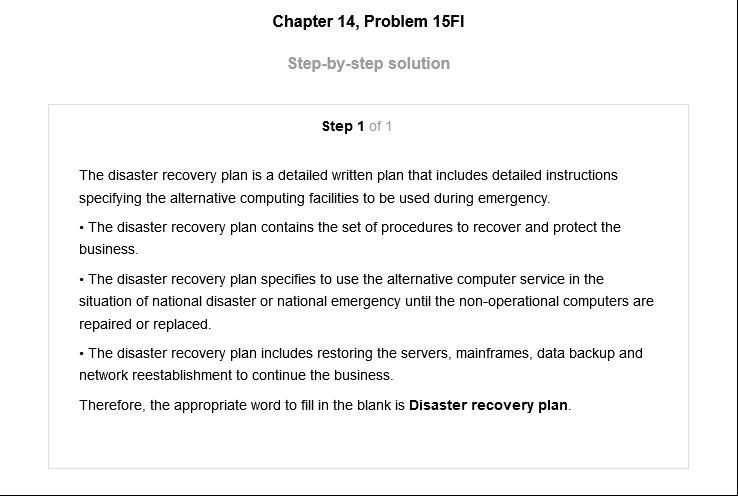 Chapter 14, Problem 15FI
Step-by-step solution
Step 1 of 1
The disaster recovery plan is a detailed written plan that includes detailed instructions
specifying the alternative computing facilities to be used during emergency.
• The disaster recovery plan contains the set of procedures to recover and protect the
business.
• The disaster recovery plan specifies to use the alternative computer service in the
situation of national disaster or national emergency until the non-operational computers are
repaired or replaced.
• The disaster recovery plan includes restoring the servers, mainframes, data backup and
network reestablishment to continue the business.
Therefore, the appropriate word to fill in the blank is Disaster recovery plan.